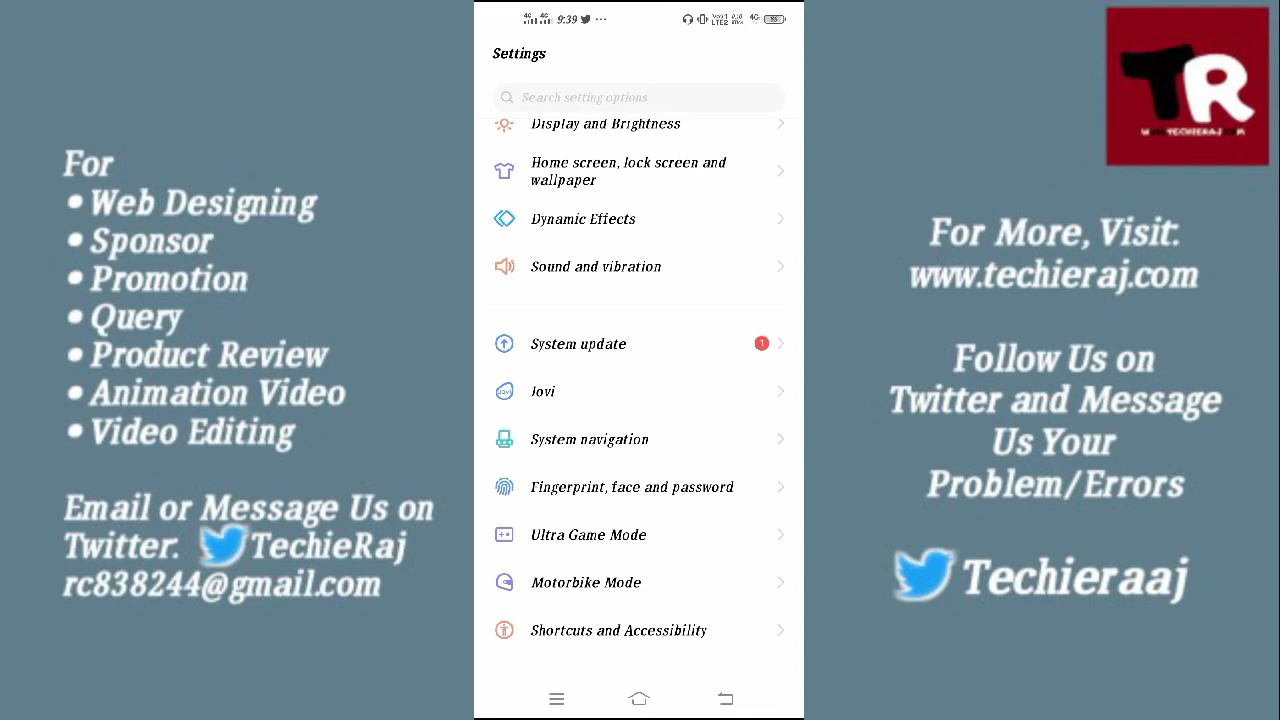 For
• Web Designing
• Sponsor
• Promotion
• Query
• Product Review
• Animation Video
• Video Editing
Email or Message Us on
Twitter. TechieRaj
rc838244@gmail.com
4G 4G 9:39
4G
Settings
Search setting options
Display and Brightness
Home screen, lock screen and
wallpaper
Dynamic Effects
Sound and vibration
System update 1
Jovi
System navigation
Fingerprint, face and password
Ultra Game Mode
Motorbike Mode
Shortcuts and Accessibility
TR
For More, Visit:
www.techieraj.com
Follow Us on
Twitter and Message
Us Your
Problem/Errors
Techieraaj